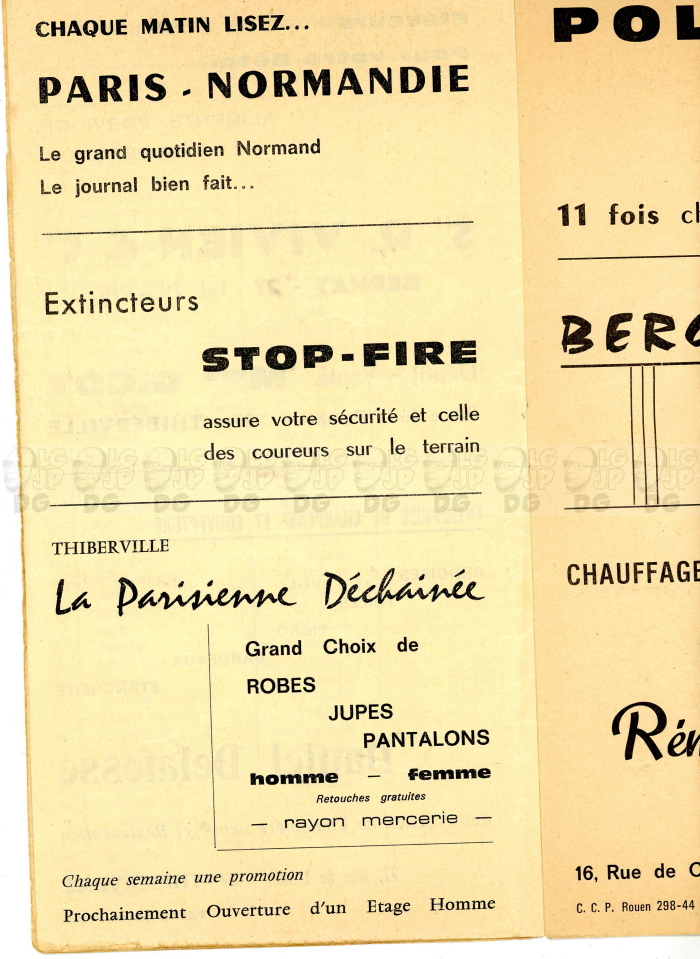 CHAQUE MATIN LISEZ...
PARIS - NORMANDIE
Le grand quotidien Normand
Le journal bien fait...
Extincteurs
STOP-FIRE
assure votre sécurité et celle
des coureurs sur le terrain
THIBERVILLE
La Parisienne Déchainée
Grand Choix de
ROBES
JUPES
PANTALONS
homme — femme
Retouches gratuites
— rayon mercerie —
Chaque semaine une promotion
Prochainement Ouverture d'un Etage Homme
POL
11 fois
BERG
CHAUFFAGE
Rém
16, Rue de
C. C. P. Rouen 298-44